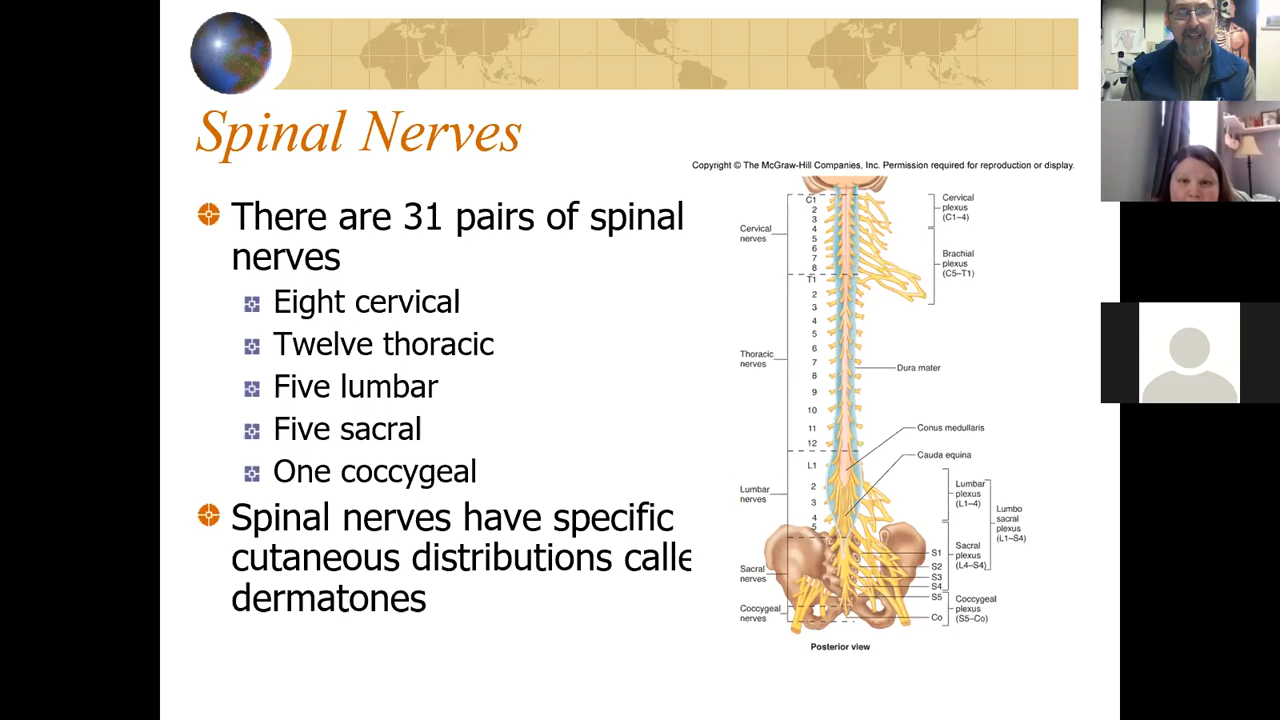 Spinal Nerves
There are 31 pairs of spinal
nerves
Eight cervical
Twelve thoracic
Five lumbar
Five sacral
One coccygeal
Spinal nerves have specific
cutaneous distributions calle
dermatones
Copyright © The McGraw-Hill Companies, Inc. Permission required for reproduction or display.
Cervical
nerves
C1
2
3
4
5
6
7
8
Thoracic
nerves
T1
2
3
4
5
6
7
8
9
10
11
12
Lumbar
nerves
L1
2
3
4
5
Sacral
nerves
Coccygeal
nerves
Cervical
plexus
(C1–4)
Brachial
plexus
(C5–T1)
Dura mater
Conus medullaris
Cauda equina
Lumbar
plexus
(L1–4)
Lumbo
sacral
plexus
(L1–S4)
Sacral
plexus
(L4–S4)
S1
S2
S3
S4
S5
Co
Coccygeal
plexus
(S5–Co)
Posterior view